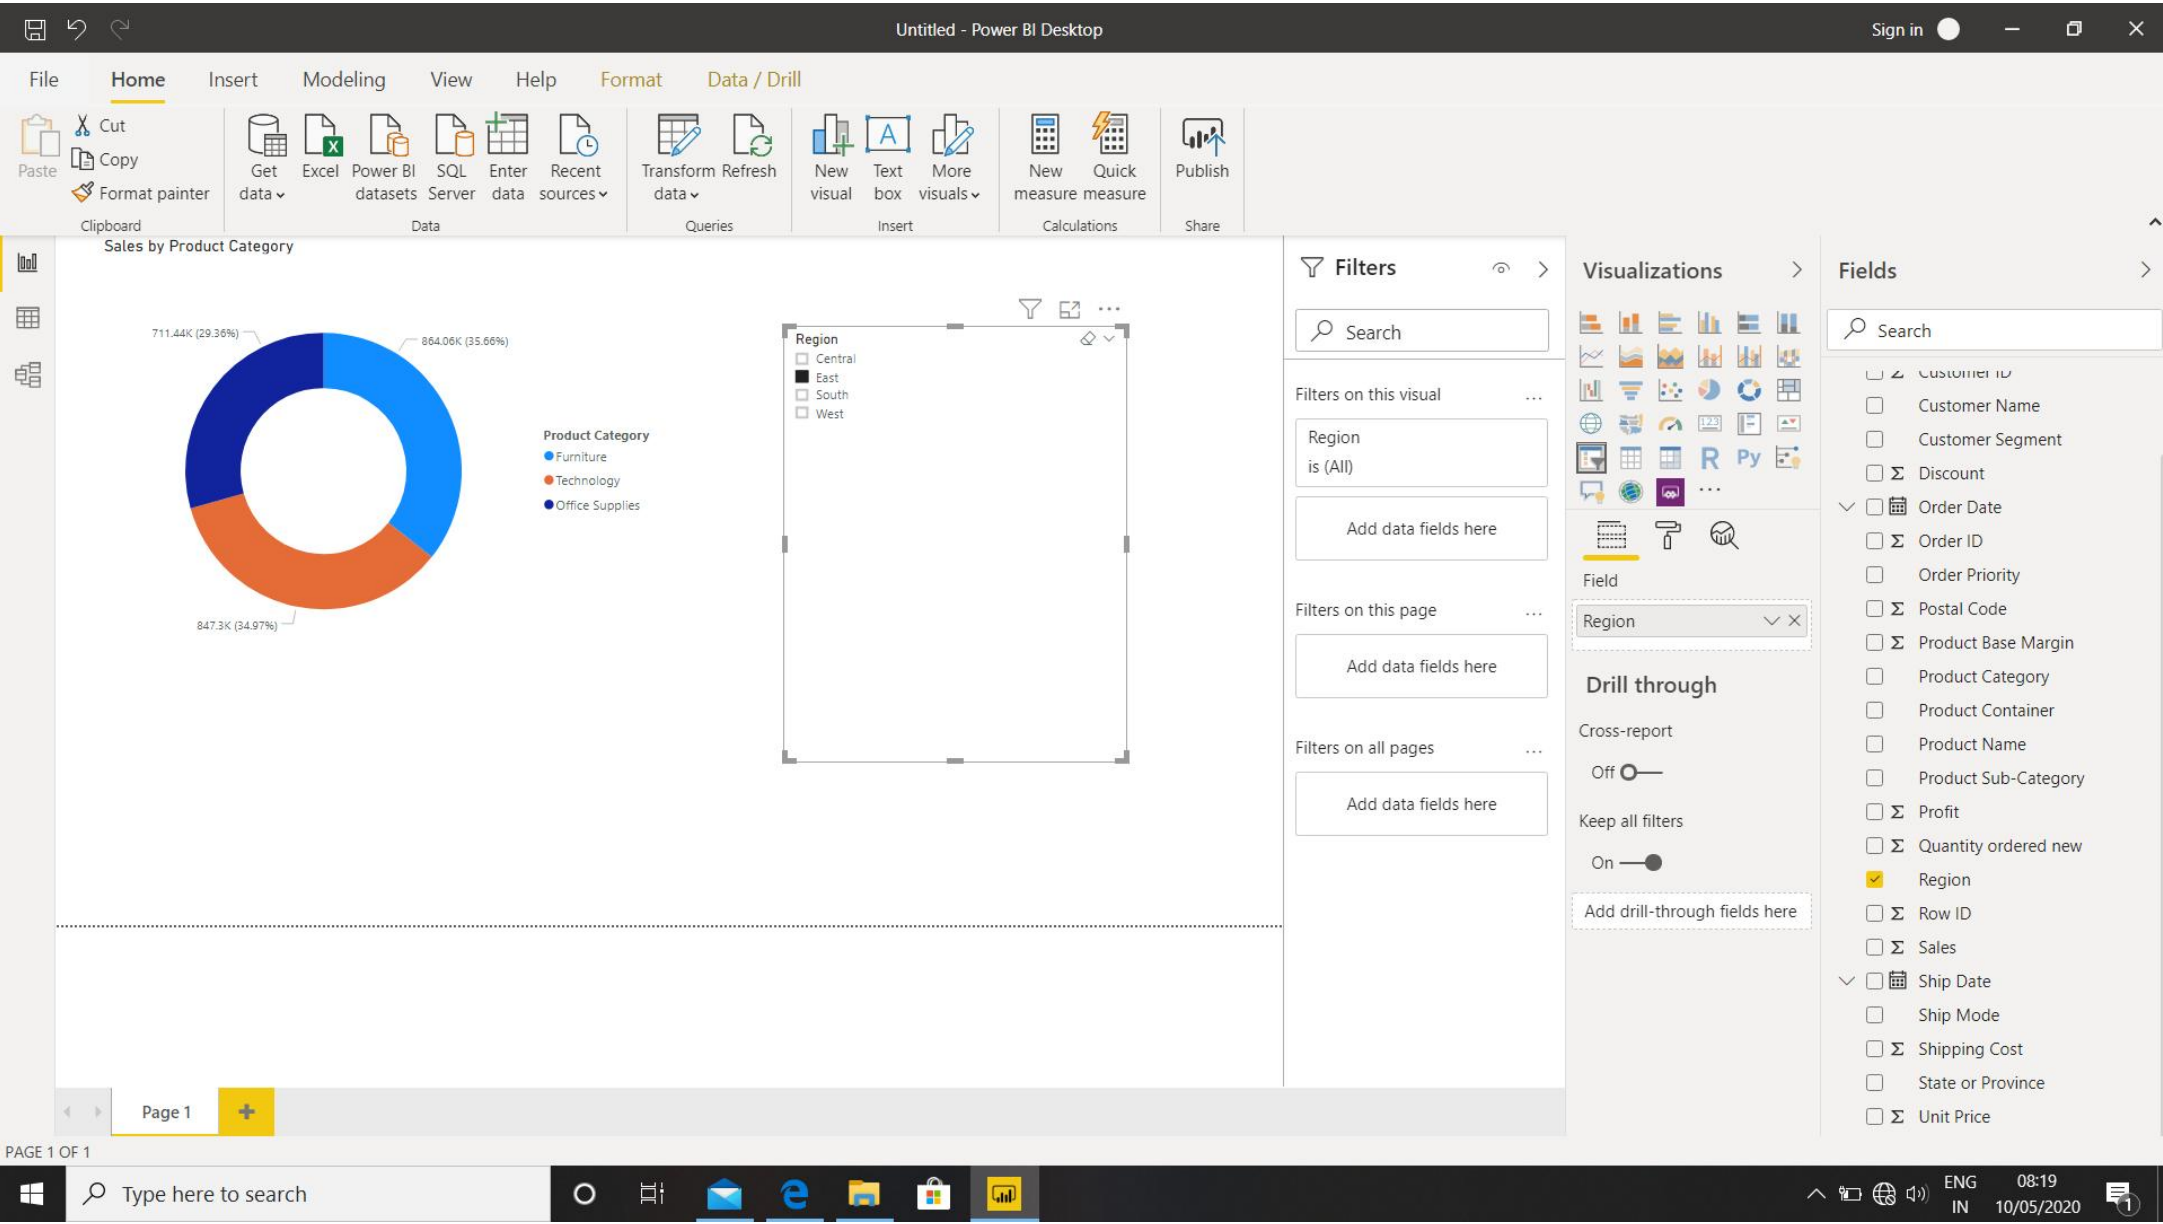 Untitled - Power BI Desktop
Sign in
File Home Insert Modeling View Help Format Data / Drill
Paste
Cut
Copy
Format painter
Clipboard
Get data
Excel
Power BI datasets
SQL Server
Enter data
Recent sources
Data
Transform data
Refresh
Queries
New visual
Text box
More visuals
Insert
New measure
Quick measure
Calculations
Publish
Share
Sales by Product Category
711.44K (29.36%)
864.06K (35.66%)
847.3K (34.97%)
Product Category
Furniture
Technology
Office Supplies
Region
Central
East
South
West
Filters
Search
Filters on this visual
Region
is (All)
Add data fields here
Filters on this page
Add data fields here
Filters on all pages
Add data fields here
Visualizations
123
R
Py
Field
Region
Drill through
Cross-report
Off
Keep all filters
On
Add drill-through fields here
Fields
Search
Σ Customer ID
Customer Name
Customer Segment
Σ Discount
Order Date
Σ Order ID
Order Priority
Σ Postal Code
Σ Product Base Margin
Product Category
Product Container
Product Name
Product Sub-Category
Σ Profit
Σ Quantity ordered new
Region
Σ Row ID
Σ Sales
Ship Date
Ship Mode
Σ Shipping Cost
State or Province
Σ Unit Price
Page 1
PAGE 1 OF 1
Type here to search
ENG
IN
08:19
10/05/2020
1